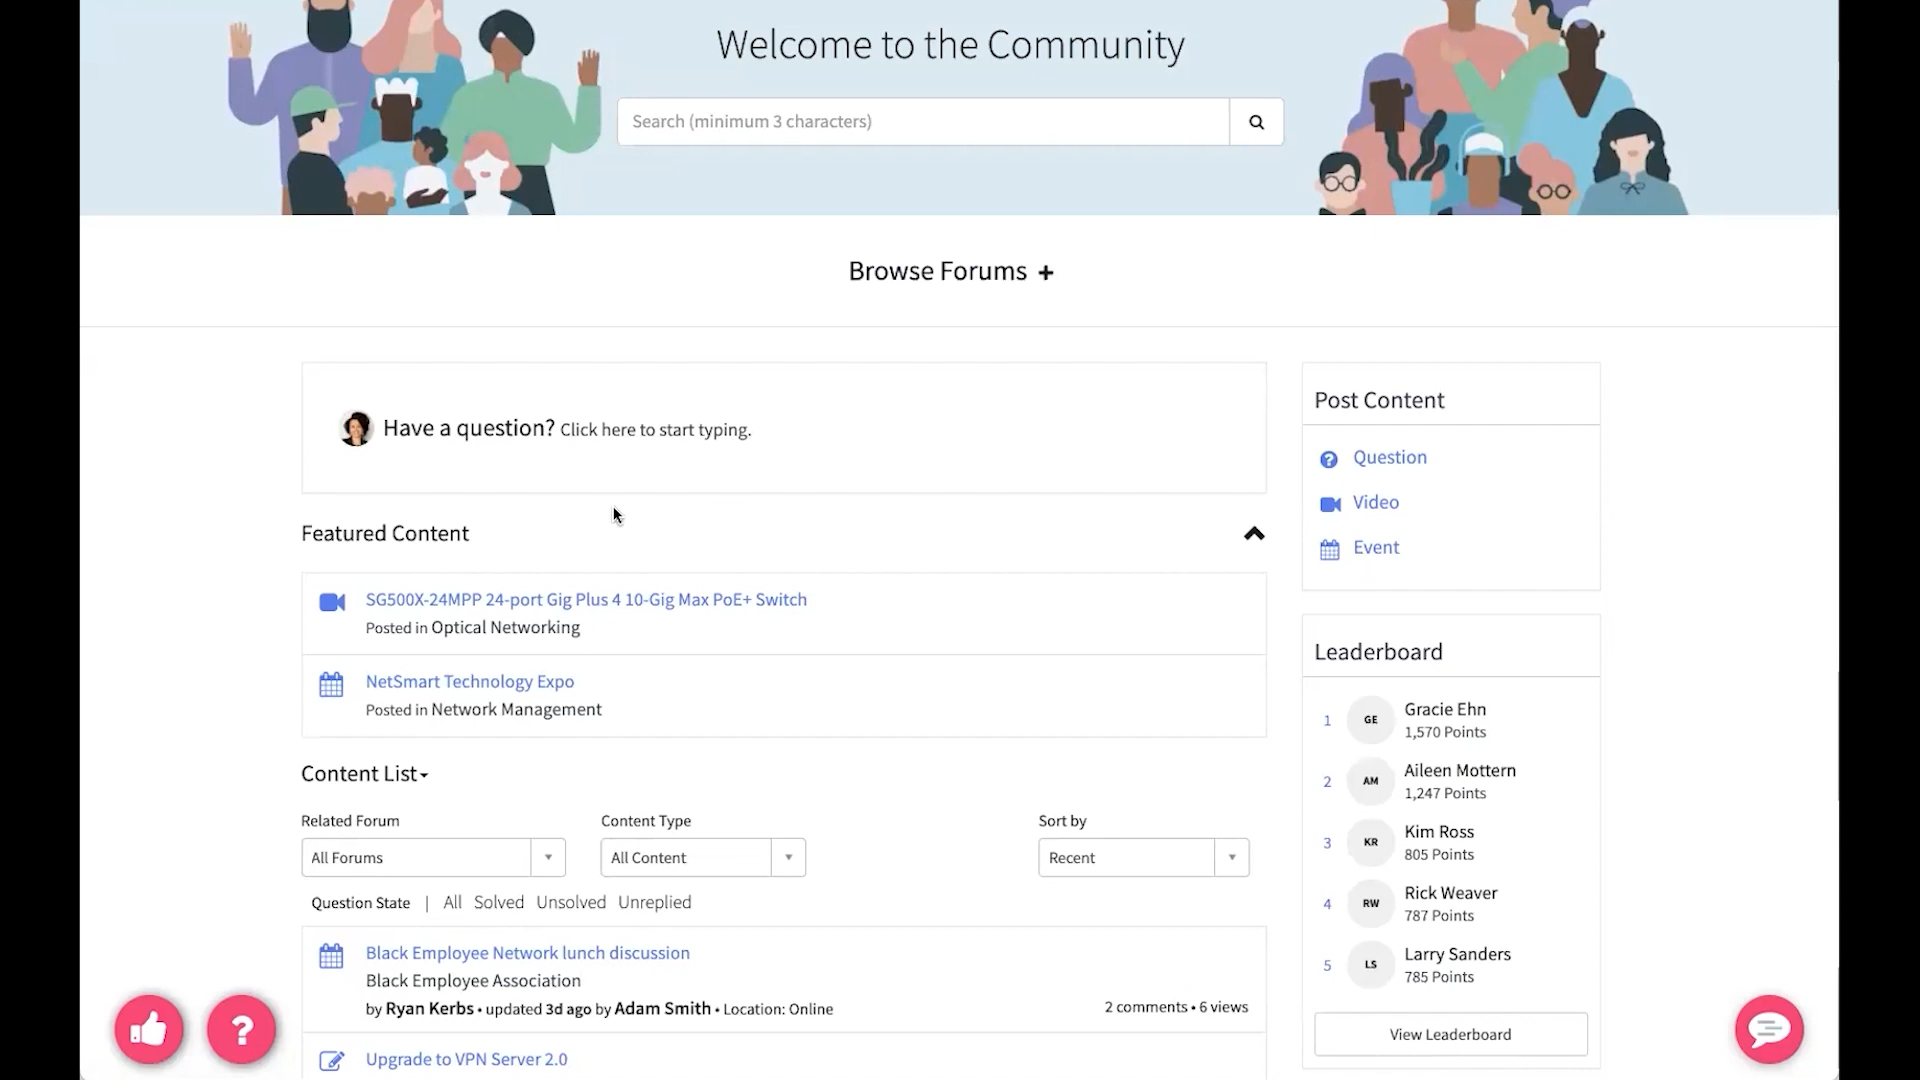 Welcome to the Community
Search (minimum 3 characters)
Browse Forums +
Have a question? Click here to start typing.
Featured Content
SG500X-24MPP 24-port Gig Plus 4 10-Gig Max PoE+ Switch
Posted in Optical Networking
NetSmart Technology Expo
Posted in Network Management
Content List
Related Forum
Content Type
Sort by
All Forums
All Content
Recent
Question State | All Solved Unsolved Unreplied
Black Employee Network lunch discussion
Black Employee Association
by Ryan Kerbs • updated 3d ago by Adam Smith • Location: Online
2 comments • 6 views
Upgrade to VPN Server 2.0
Post Content
Question
Video
Event
Leaderboard
1 GE Gracie Ehn
1,570 Points
2 AM Aileen Mottern
1,247 Points
3 KR Kim Ross
805 Points
4 RW Rick Weaver
787 Points
5 LS Larry Sanders
785 Points
View Leaderboard
?